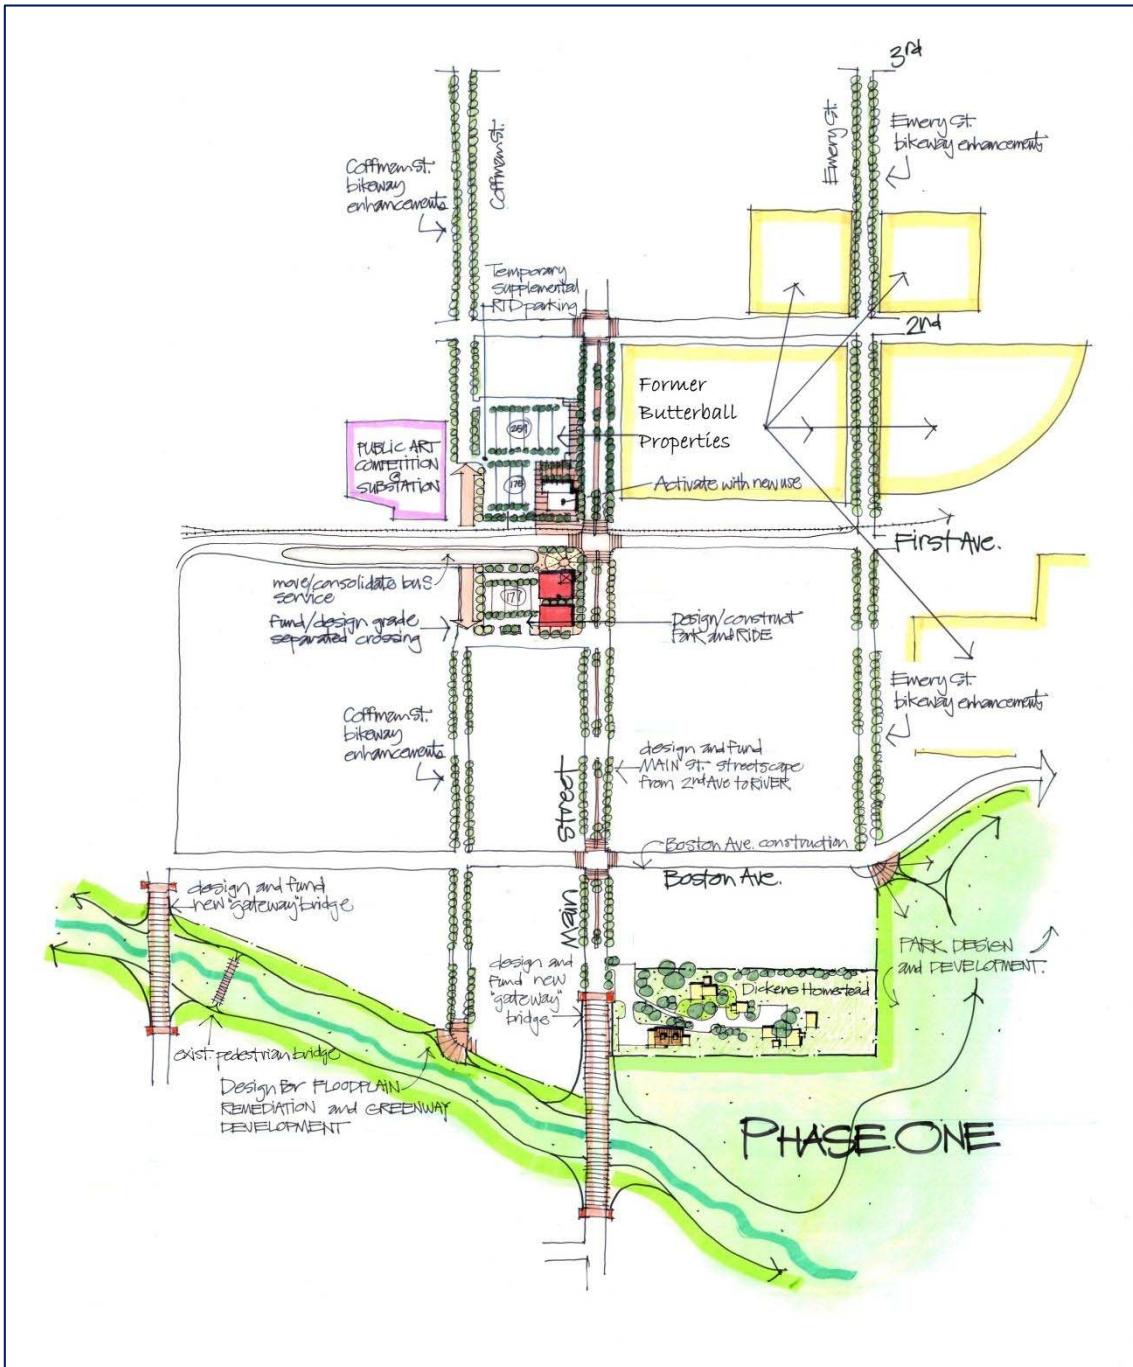 3rd
Coffman St.
bikeway
enhancements
Coffman St.
Emery St.
Emery St.
bikeway enhancement
Temporary
supplemental
RTD parking
2nd
Former
Butterball
Properties
259
PUBLIC ART
COMPETITION
@
SUBSTATION
178
Activate with new use
First Ave.
move/consolidate bus
service
177
fund/design grade
separated crossing
Design/construct
Park and RIDE
Emery St.
bikeway enhancement
Coffman St.
bikeway
enhancements
design and fund
MAIN St. streetscape
from 2nd Ave to RIVER
Main Street
Boston Ave. construction
Boston Ave.
design and fund
new "gateway" bridge
PARK DESIGN
and DEVELOPMENT.
design and
fund new
"gateway"
bridge
Dickens Homestead
exist. pedestrian bridge
Design for FLOODPLAIN
REMEDIATION and GREENWAY
DEVELOPMENT
PHASE ONE